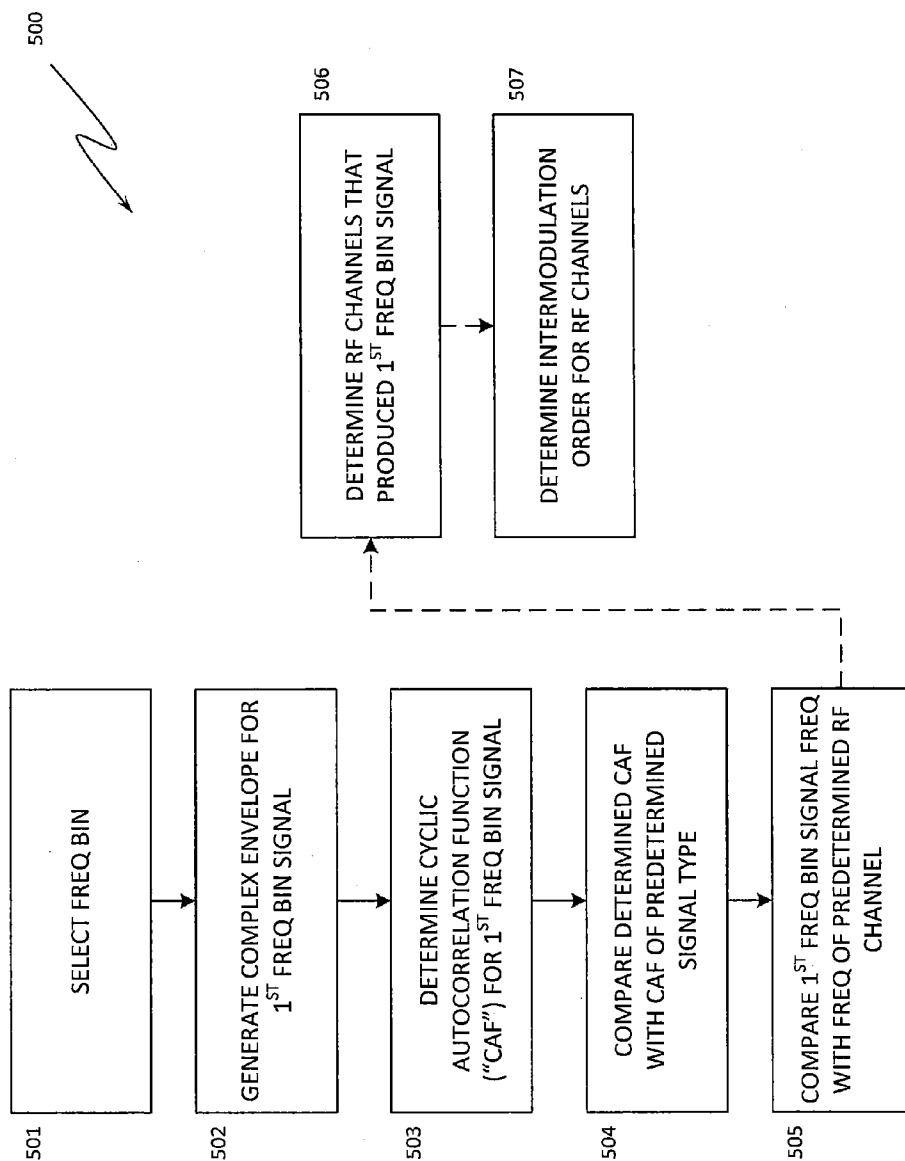 500
501
SELECT FREQ BIN
502
GENERATE COMPLEX ENVELOPE FOR
1ST FREQ BIN SIGNAL
503
DETERMINE CYCLIC
AUTOCORRELATION FUNCTION
("CAF") FOR 1ST FREQ BIN SIGNAL
504
COMPARE DETERMINED CAF
WITH CAF OF PREDETERMINED
SIGNAL TYPE
505
COMPARE 1ST FREQ BIN SIGNAL FREQ
WITH FREQ OF PREDETERMINED RF
CHANNEL
506
DETERMINE RF CHANNELS THAT
PRODUCED 1ST FREQ BIN SIGNAL
507
DETERMINE INTERMODULATION
ORDER FOR RF CHANNELS